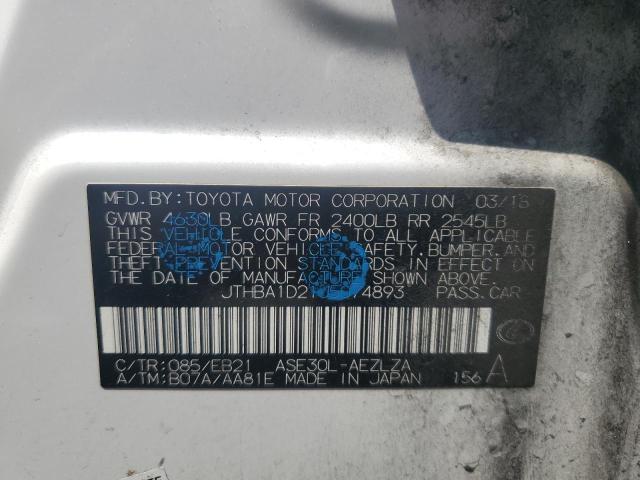 MFD.BY:TOYOTA MOTOR CORPORATION 03/18
GVWR 4630LB GAWR FR 2400LB RR 2545LB
THIS VEHICLE CONFORMS TO ALL APPLICABLE
FEDERAL MOTOR VEHICLE SAFETY, BUMPER, AND
THEFT PREVENTION STANDARDS IN EFFECT ON
THE DATE OF MANUFACTURE SHOWN ABOVE.
PASS.CAR
C/TR:085/EB21 ASE30L-AEZLZA
A/TM:B07A/AA81E MADE IN JAPAN 156 A